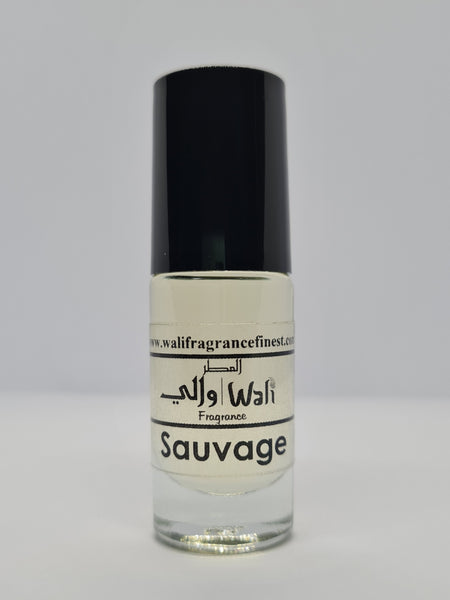 www.walifragrancefinest.com
العطر
والي | Wali
Fragrance
Sauvage